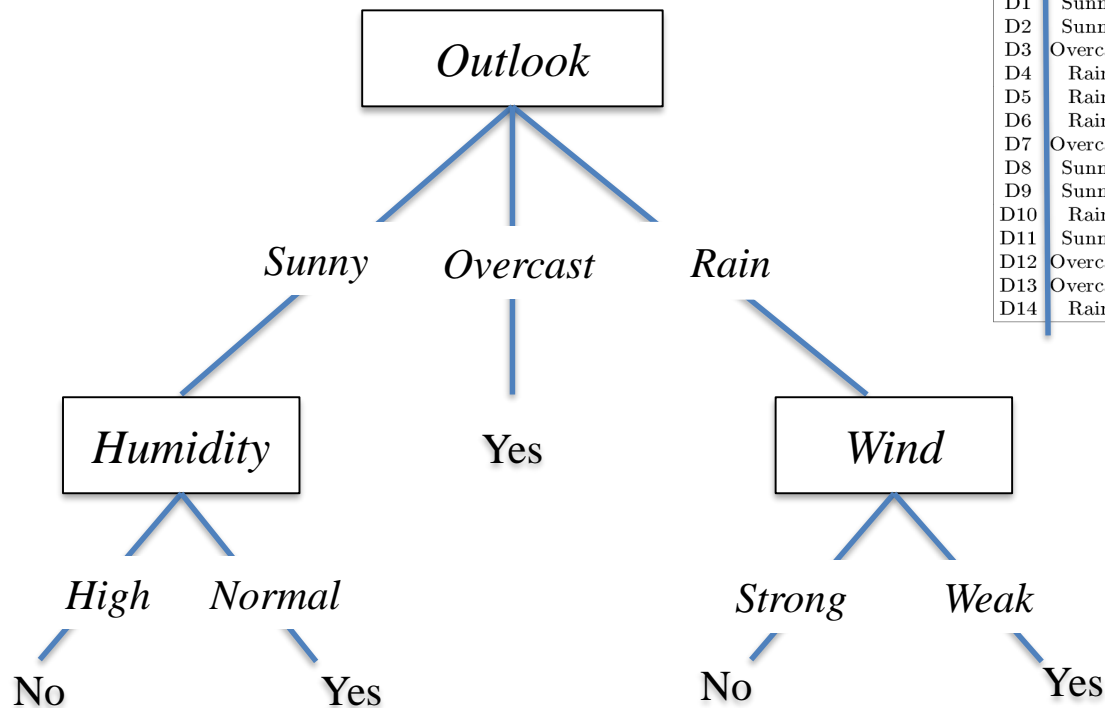 Outlook
Sunny Overcast Rain
Humidity Yes Wind
High Normal Strong Weak
No Yes No Yes
D1
D2
D3
D4
D5
D6
D7
D8
D9
D10
D11
D12
D13
D14